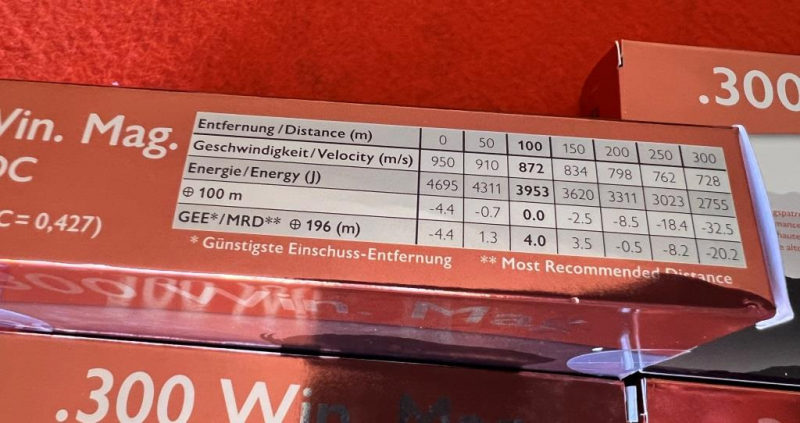 .300
Win. Mag.
C=0,427)
Entfernung/Distance (m) 0 50 100 150 200 250 300
Geschwindigkeit/Velocity (m/s) 950 910 872 834 798 762 728
Energie/Energy (J) 4695 4311 3953 3620 3311 3023 2755
⊕ 100 m -4.4 -0.7 0.0 -2.5 -8.5 -18.4 -32.5
GEE*/MRD** ⊕ 196 (m) -4.4 1.3 4.0 3.5 -0.5 -8.2 -20.2
* Günstigste Einschuss-Entfernung ** Most Recommended Distance
.300 Win. Mag.